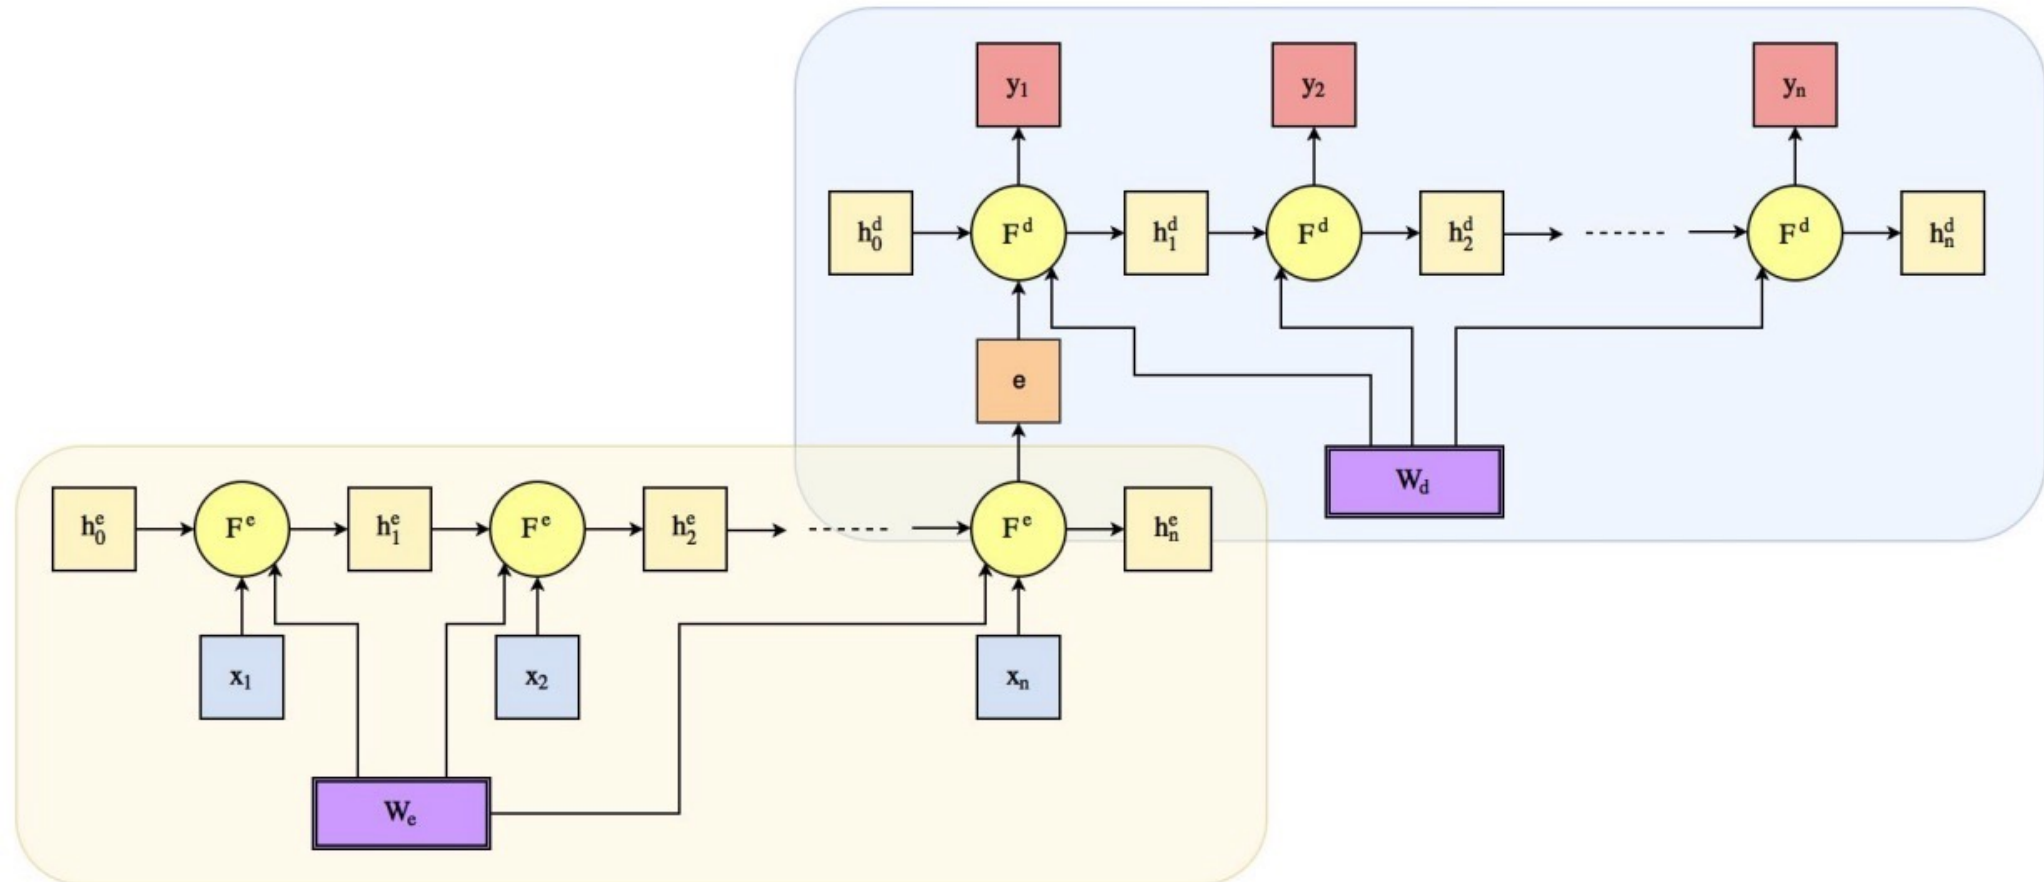 y₁ y₂ yₙ
h₀ᵈ Fᵈ h₁ᵈ Fᵈ h₂ᵈ Fᵈ hₙᵈ
e
W_d
h₀ᵉ Fᵉ h₁ᵉ Fᵉ h₂ᵉ Fᵉ hₙᵉ
x₁ x₂ xₙ
Wₑ